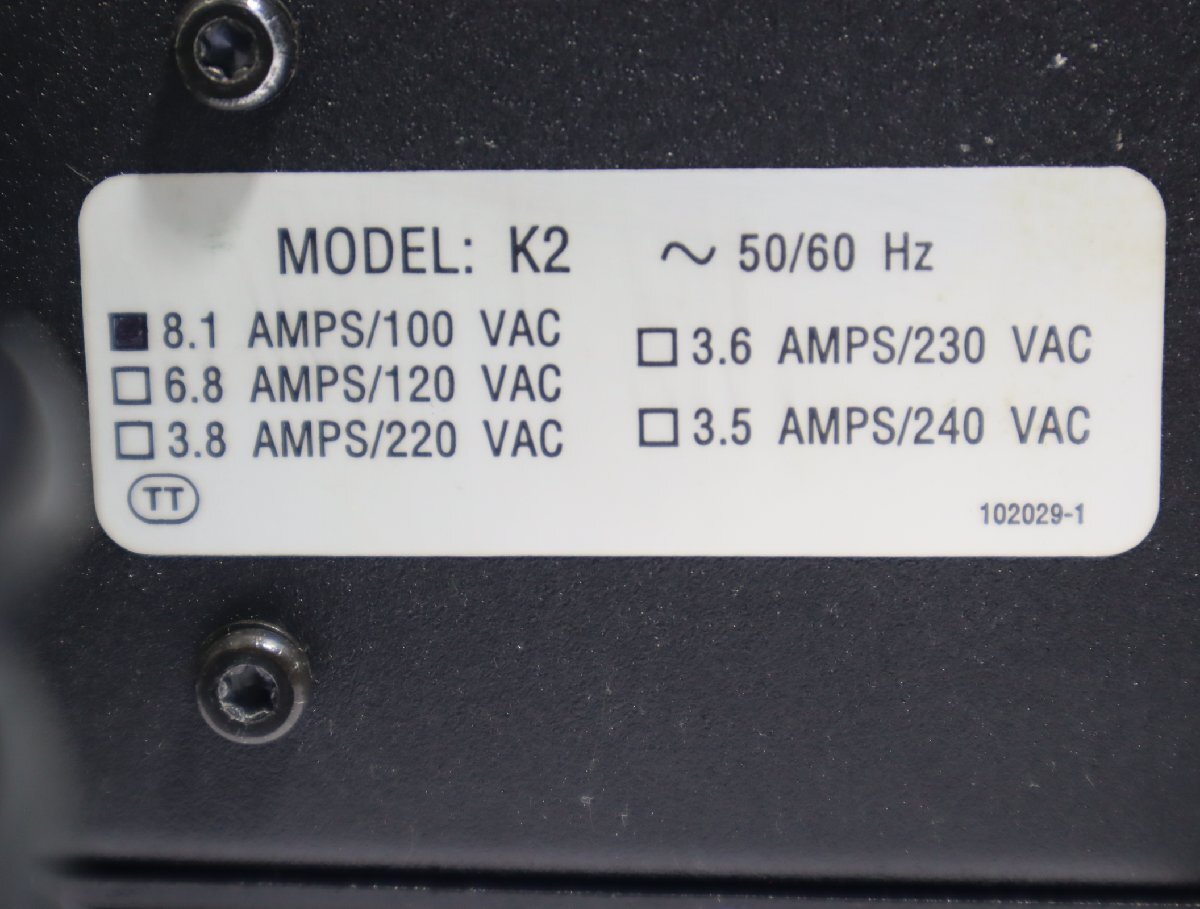 MODEL: K2 ~ 50/60 Hz
■ 8.1 AMPS/100 VAC
□ 6.8 AMPS/120 VAC
□ 3.8 AMPS/220 VAC
□ 3.6 AMPS/230 VAC
□ 3.5 AMPS/240 VAC
TT
102029-1